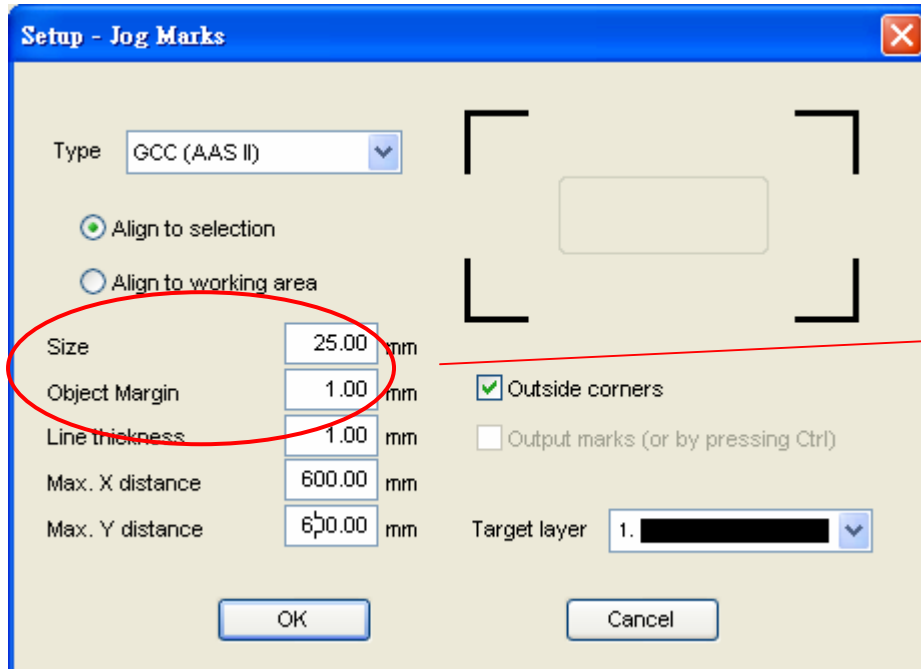 Setup - Jog Marks
Type GCC (AAS II)
Align to selection
Align to working area
Size 25.00 mm
Object Margin 1.00 mm
Outside corners
Line thickness 1.00 mm
Output marks (or by pressing Ctrl)
Max. X distance 600.00 mm
Max. Y distance 600.00 mm
Target layer 1.
OK Cancel